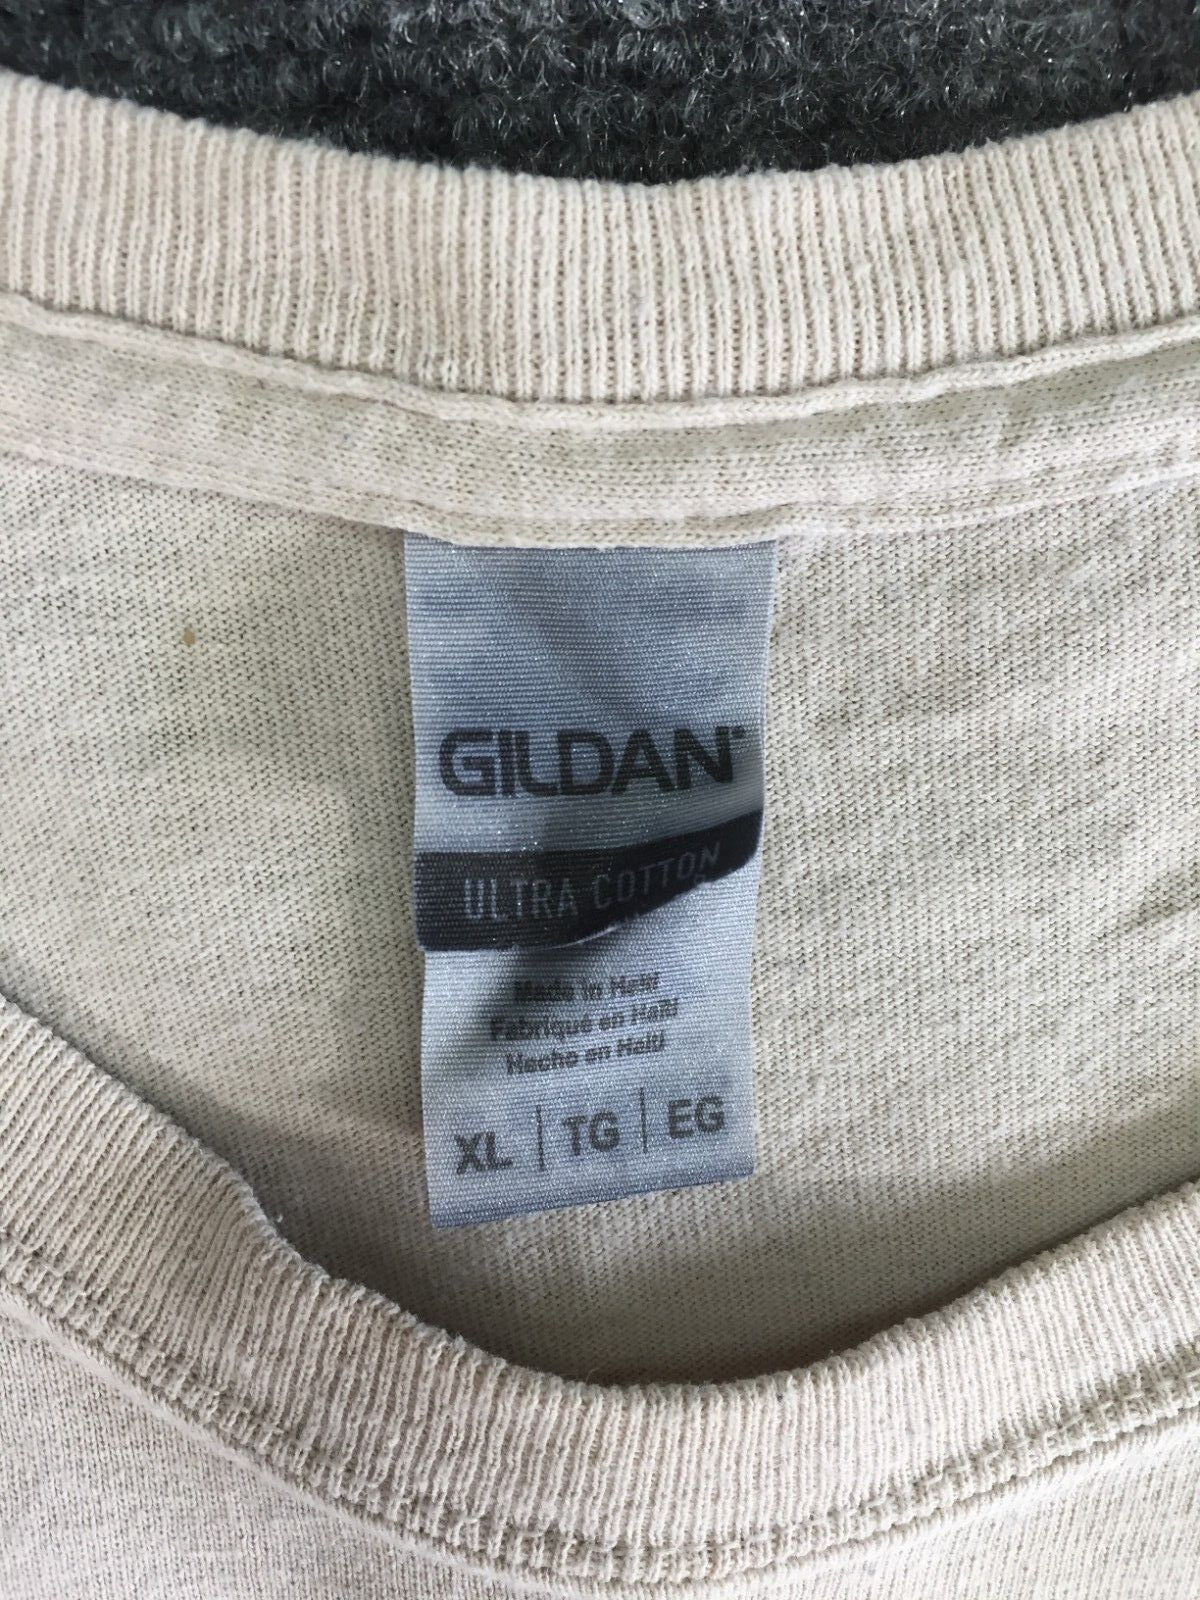 GILDAN®
ULTRA COTTON
Made in Haiti
Fabriqué en Haïti
Hecho en Haití
XL | TG | EG